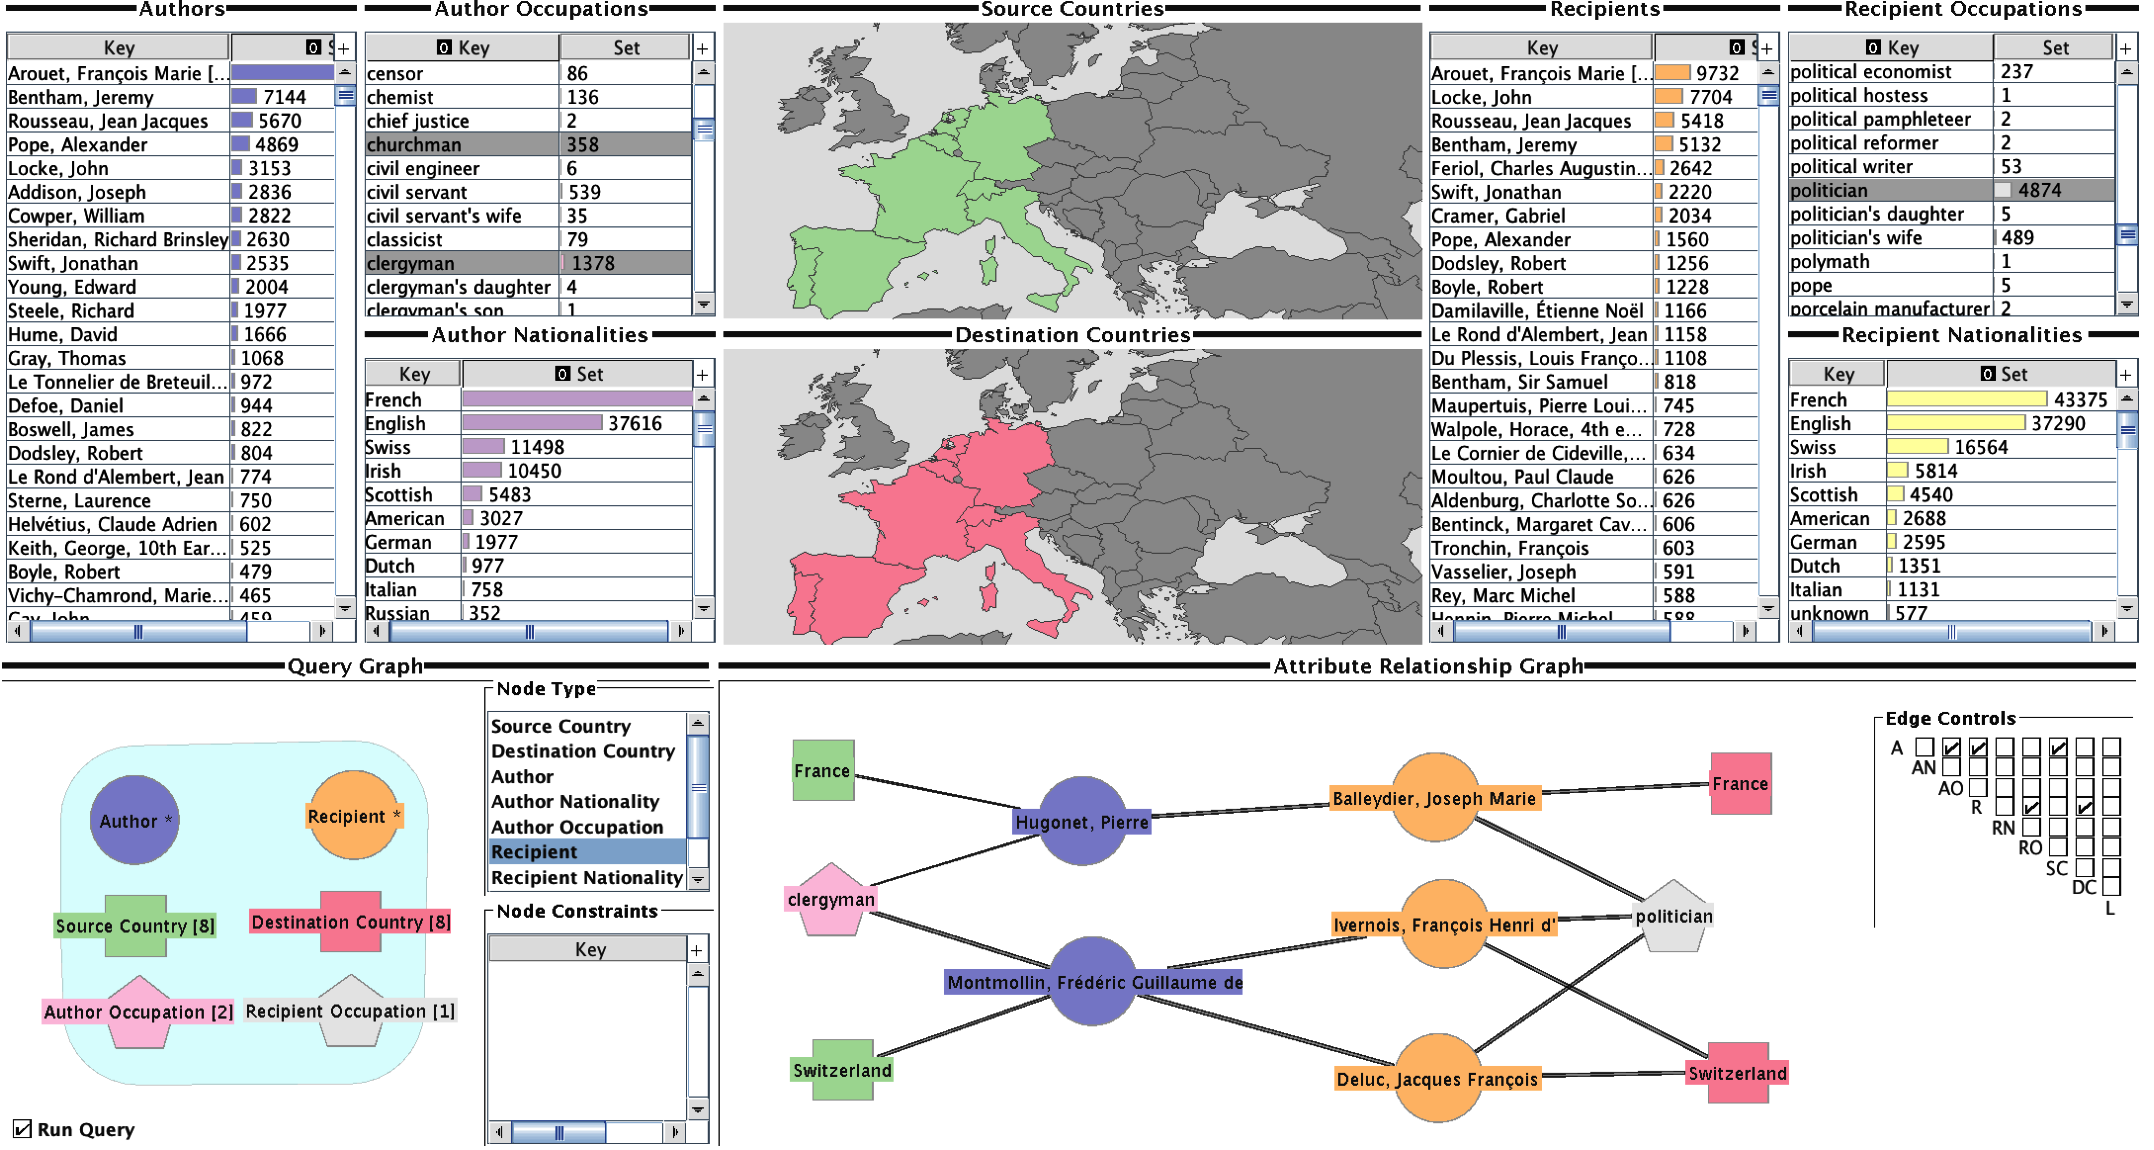 Authors
Key 0 S +
Arouet, François Marie [...
Bentham, Jeremy 7144
Rousseau, Jean Jacques 5670
Pope, Alexander 4869
Locke, John 3153
Addison, Joseph 2836
Cowper, William 2822
Sheridan, Richard Brinsley 2630
Swift, Jonathan 2535
Young, Edward 2004
Steele, Richard 1977
Hume, David 1666
Gray, Thomas 1068
Le Tonnelier de Breteuil... 972
Defoe, Daniel 944
Boswell, James 822
Dodsley, Robert 804
Le Rond d'Alembert, Jean 774
Sterne, Laurence 750
Helvétius, Claude Adrien 602
Keith, George, 10th Ear... 525
Boyle, Robert 479
Vichy-Chamrond, Marie... 465
Gay, John 459
Author Occupations
0 Key Set +
censor 86
chemist 136
chief justice 2
churchman 358
civil engineer 6
civil servant 539
civil servant's wife 35
classicist 79
clergyman 1378
clergyman's daughter 4
clergyman's son 1
Author Nationalities
Key 0 Set +
French
English 37616
Swiss 11498
Irish 10450
Scottish 5483
American 3027
German 1977
Dutch 977
Italian 758
Russian 352
Source Countries
Destination Countries
Recipients
Key 0 S +
Arouet, François Marie [... 9732
Locke, John 7704
Rousseau, Jean Jacques 5418
Bentham, Jeremy 5132
Feriol, Charles Augustin... 2642
Swift, Jonathan 2220
Cramer, Gabriel 2034
Pope, Alexander 1560
Dodsley, Robert 1256
Boyle, Robert 1228
Damilaville, Étienne Noël 1166
Le Rond d'Alembert, Jean 1158
Du Plessis, Louis Franço... 1108
Bentham, Sir Samuel 818
Maupertuis, Pierre Loui... 745
Walpole, Horace, 4th e... 728
Le Cornier de Cideville,... 634
Moultou, Paul Claude 626
Aldenburg, Charlotte So... 626
Bentinck, Margaret Cav... 606
Tronchin, François 603
Vasselier, Joseph 591
Rey, Marc Michel 588
Hennin, Pierre Michel 588
Recipient Occupations
0 Key Set +
political economist 237
political hostess 1
political pamphleteer 2
political reformer 2
political writer 53
politician 4874
politician's daughter 5
politician's wife 489
polymath 1
pope 5
porcelain manufacturer 2
Recipient Nationalities
Key 0 Set +
French 43375
English 37290
Swiss 16564
Irish 5814
Scottish 4540
American 2688
German 2595
Dutch 1351
Italian 1131
unknown 577
Query Graph
Author *
Recipient *
Source Country [8]
Destination Country [8]
Author Occupation [2]
Recipient Occupation [1]
Run Query
Node Type
Source Country
Destination Country
Author
Author Nationality
Author Occupation
Recipient
Recipient Nationality
Node Constraints
Key +
Attribute Relationship Graph
France
clergyman
Switzerland
Hugonet, Pierre
Montmollin, Frédéric Guillaume de
Balleydier, Joseph Marie
Ivernois, François Henri d'
Deluc, Jacques François
France
politician
Switzerland
Edge Controls
A
AN
AO
R
RN
RO
SC
DC
L